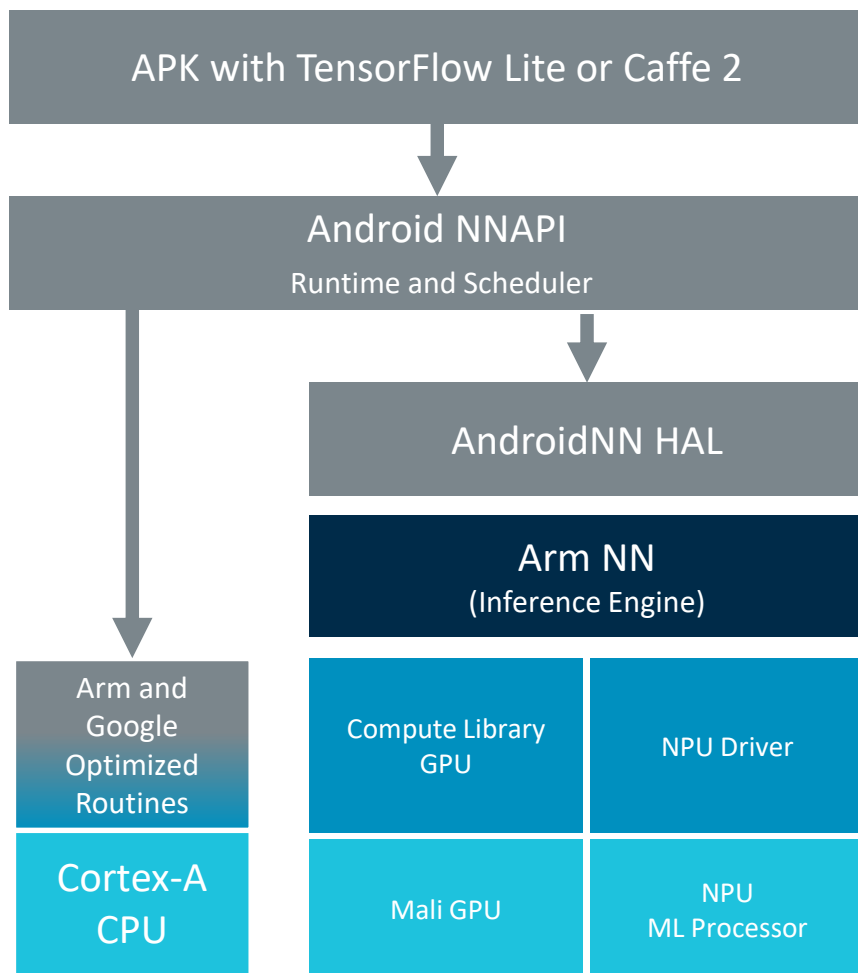 APK with TensorFlow Lite or Caffe 2
Android NNAPI
Runtime and Scheduler
AndroidNN HAL
Arm NN
(Inference Engine)
Arm and
Google
Optimized
Routines
Compute Library
GPU
NPU Driver
Cortex-A
CPU
Mali GPU
NPU
ML Processor